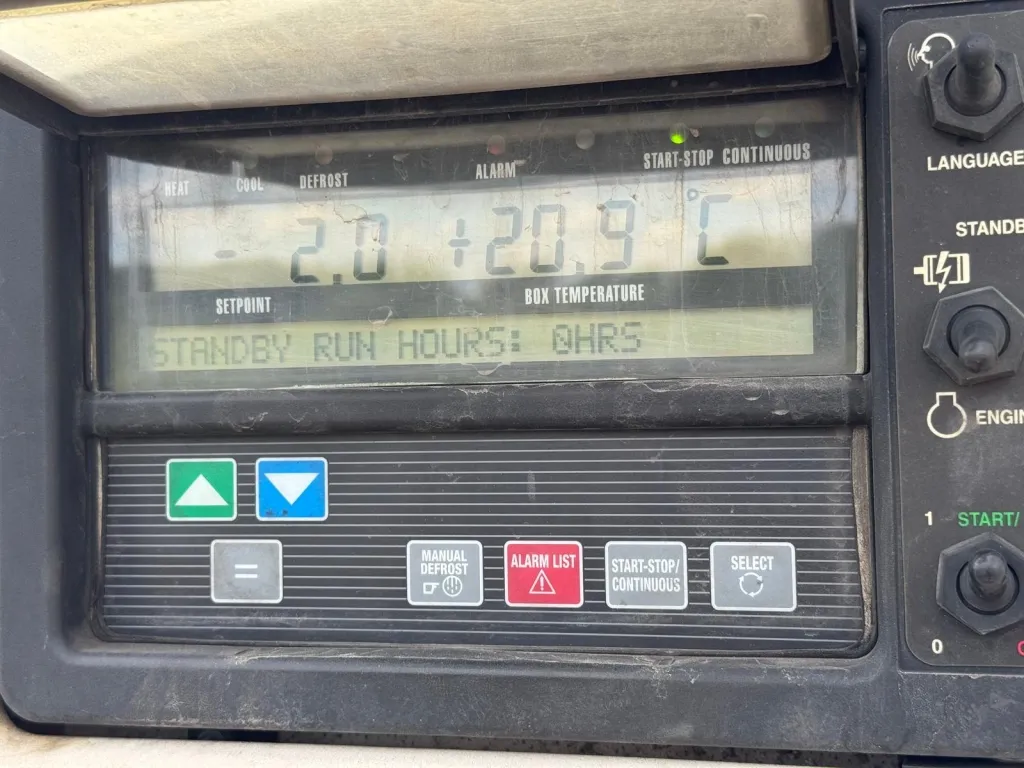 HEAT COOL DEFROST ALARM START-STOP CONTINUOUS
- 2.0 +20.9 °C
SETPOINT BOX TEMPERATURE
STANDBY RUN HOURS: 0HRS
MANUAL DEFROST
ALARM LIST
START-STOP/
CONTINUOUS
SELECT
=
LANGUAGE
STANDB
ENGIN
1 START/
0